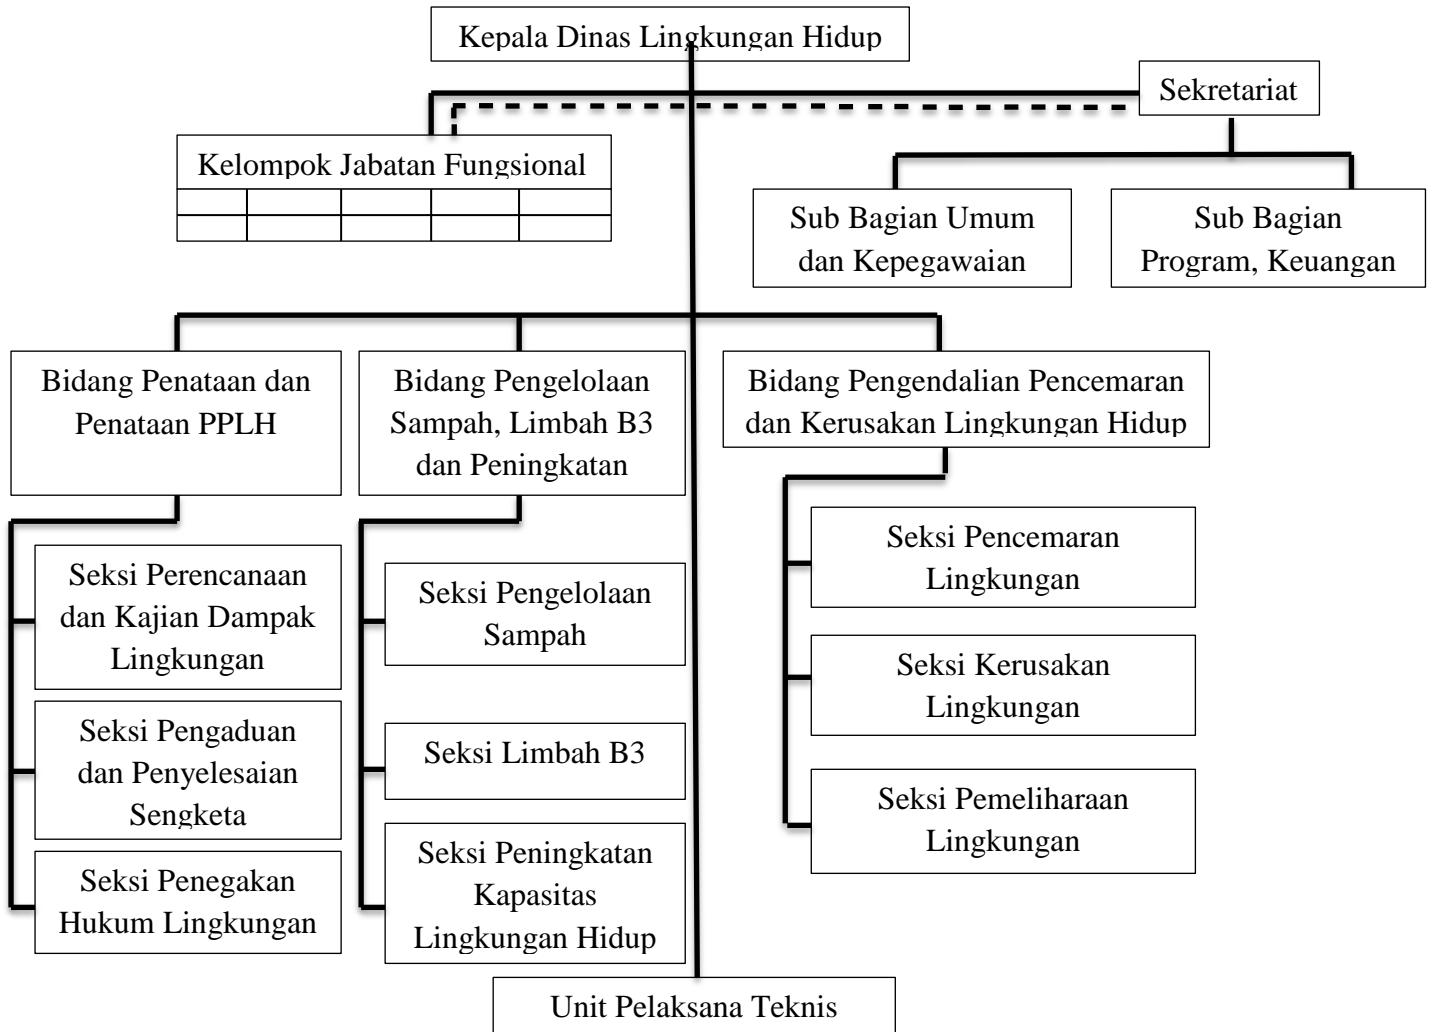 Kepala Dinas Lingkungan Hidup
Sekretariat
Kelompok Jabatan Fungsional
Sub Bagian Umum
dan Kepegawaian
Sub Bagian
Program, Keuangan
Bidang Penataan dan
Penataan PPLH
Bidang Pengelolaan
Sampah, Limbah B3
dan Peningkatan
Bidang Pengendalian Pencemaran
dan Kerusakan Lingkungan Hidup
Seksi Perencanaan
dan Kajian Dampak
Lingkungan
Seksi Pengaduan
dan Penyelesaian
Sengketa
Seksi Penegakan
Hukum Lingkungan
Seksi Pengelolaan
Sampah
Seksi Limbah B3
Seksi Peningkatan
Kapasitas
Lingkungan Hidup
Seksi Pencemaran
Lingkungan
Seksi Kerusakan
Lingkungan
Seksi Pemeliharaan
Lingkungan
Unit Pelaksana Teknis